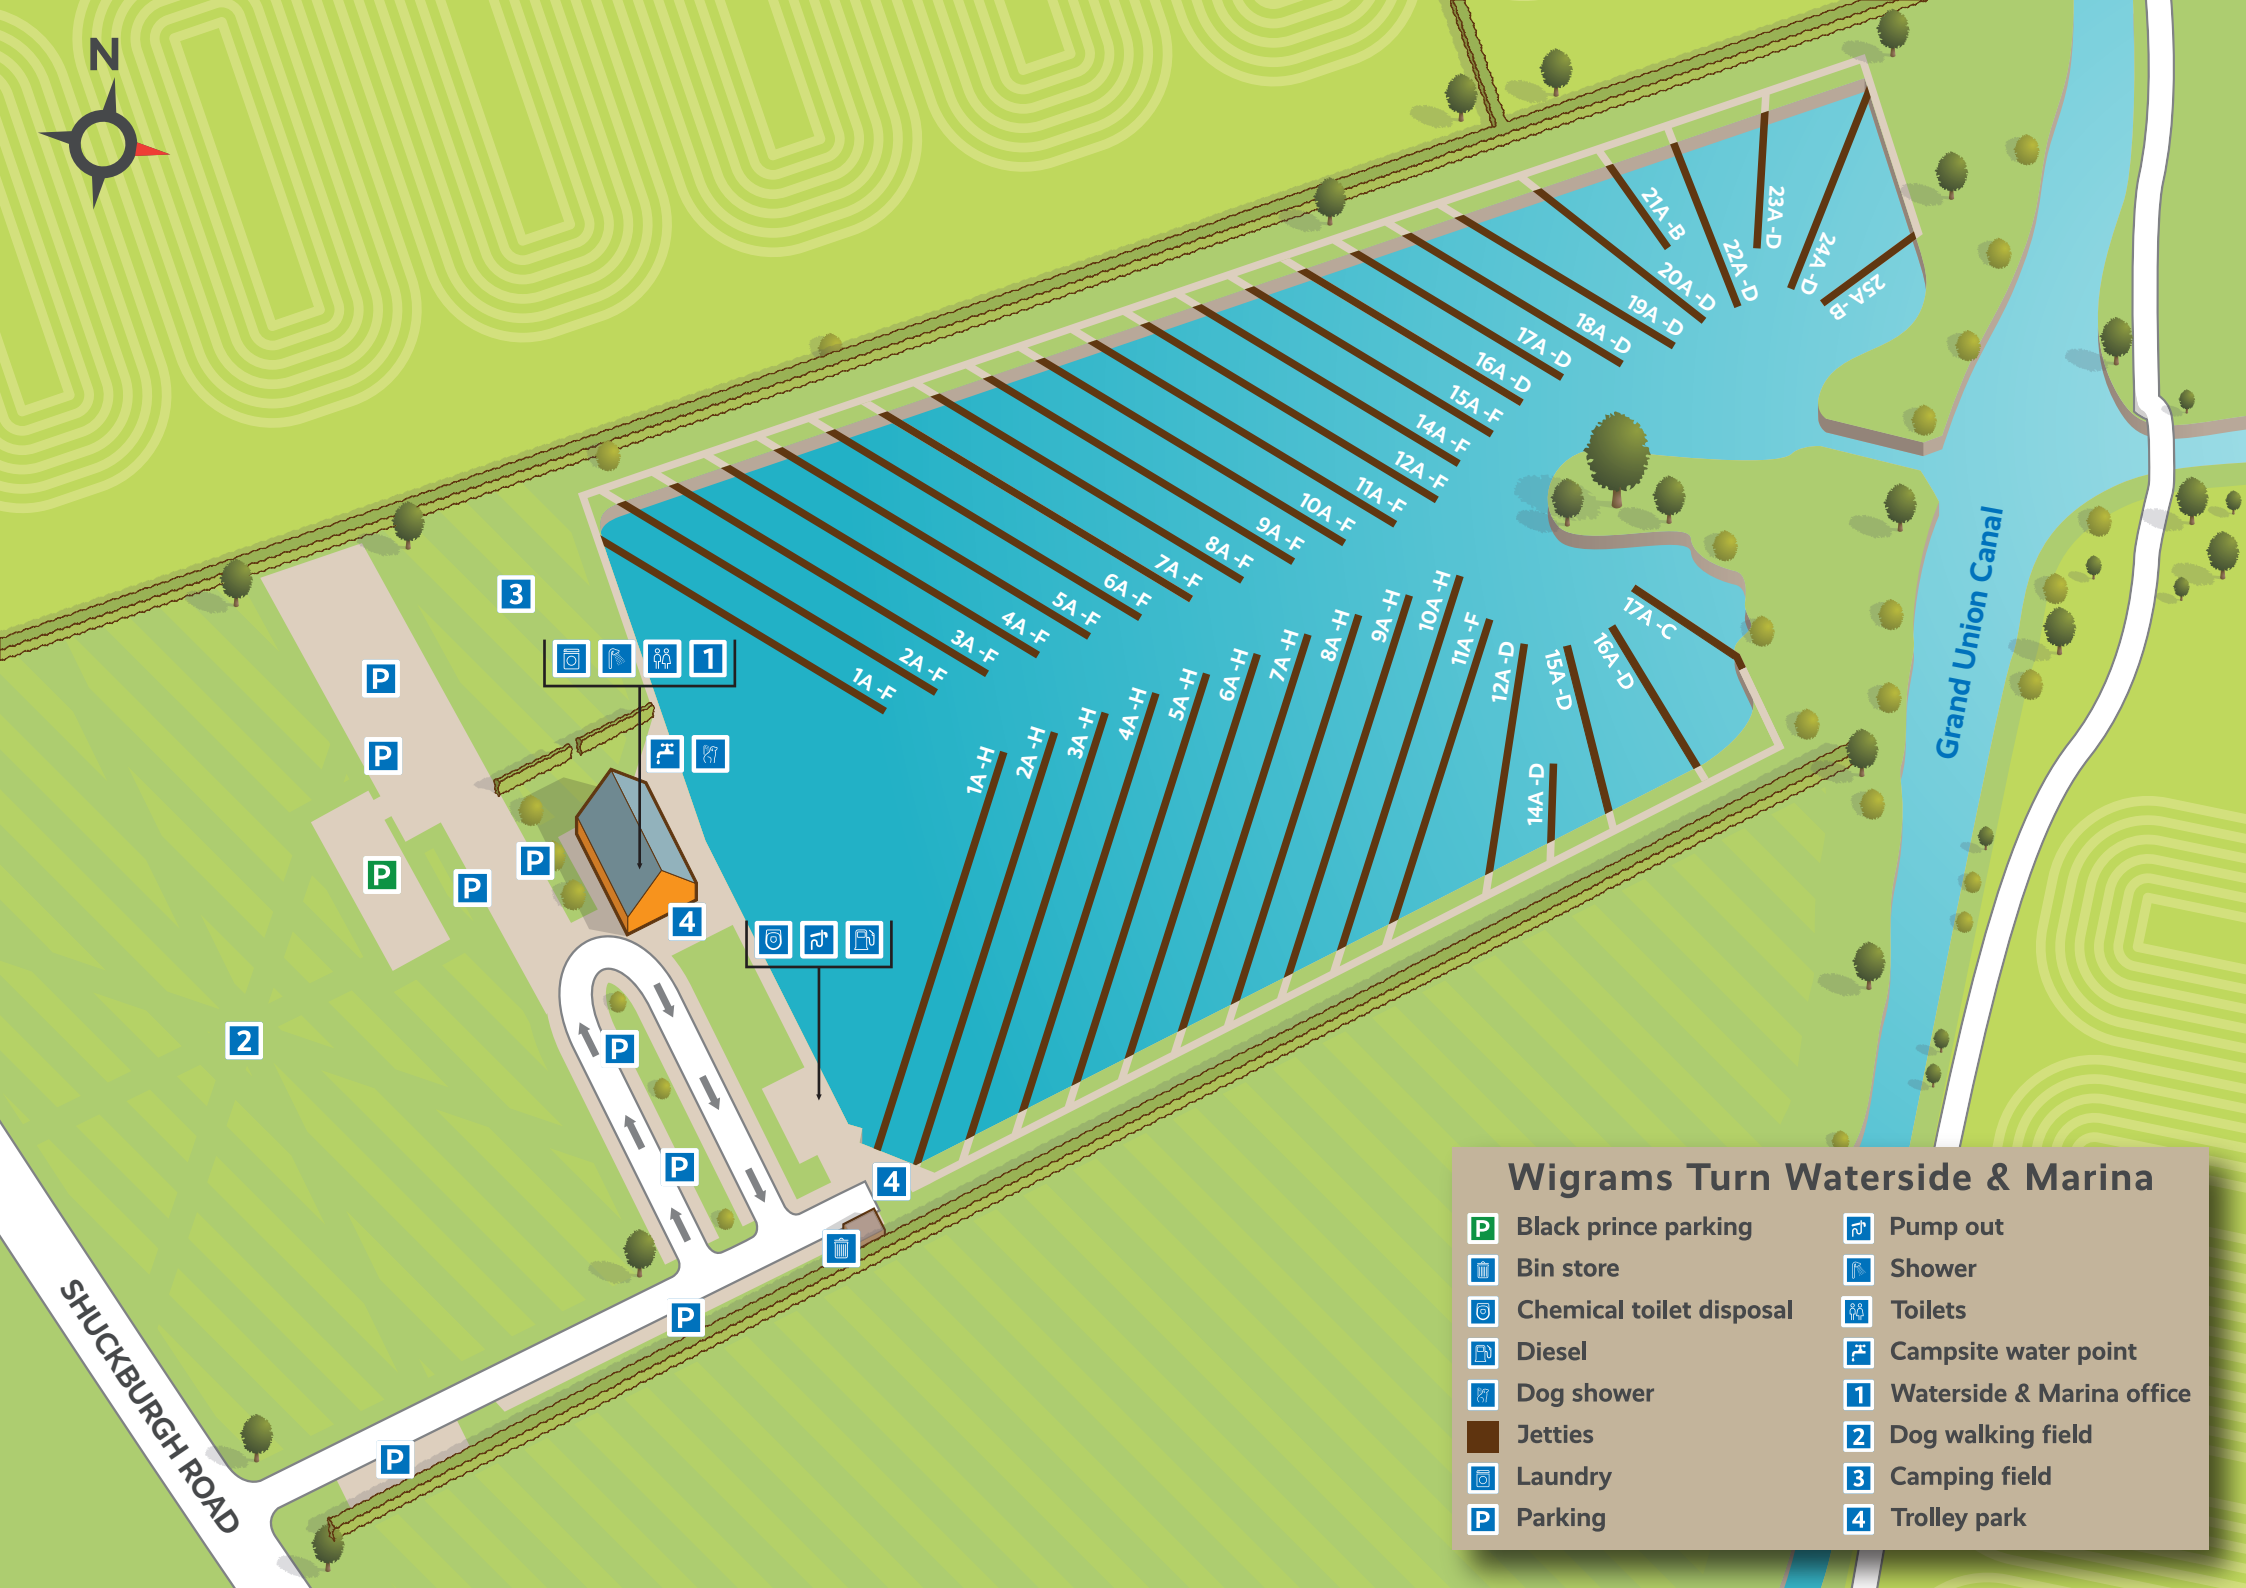 N
21A -B
23A -D
22A -D
24A -D
25A -B
20A -D
19A -D
18A -D
17A -D
16A -D
15A -F
14A -F
12A -F
11A -F
10A -F
9A -F
8A -F
7A -F
6A -F
5A -F
4A -F
3A -F
2A -F
1A -F
3
1
P
P
P
P
P
4
2
P
P
4
P
P
1A -H
2A -H
3A -H
4A -H
5A -H
6A -H
7A -H
8A -H
9A -H
10A -H
11A -F
12A -D
14A -D
15A -D
16A -D
17A -C
Grand Union Canal
SHUCKBURGH ROAD
Wigrams Turn Waterside & Marina
P Black prince parking
Bin store
Chemical toilet disposal
Diesel
Dog shower
Jetties
Laundry
P Parking
Pump out
Shower
Toilets
Campsite water point
1 Waterside & Marina office
2 Dog walking field
3 Camping field
4 Trolley park